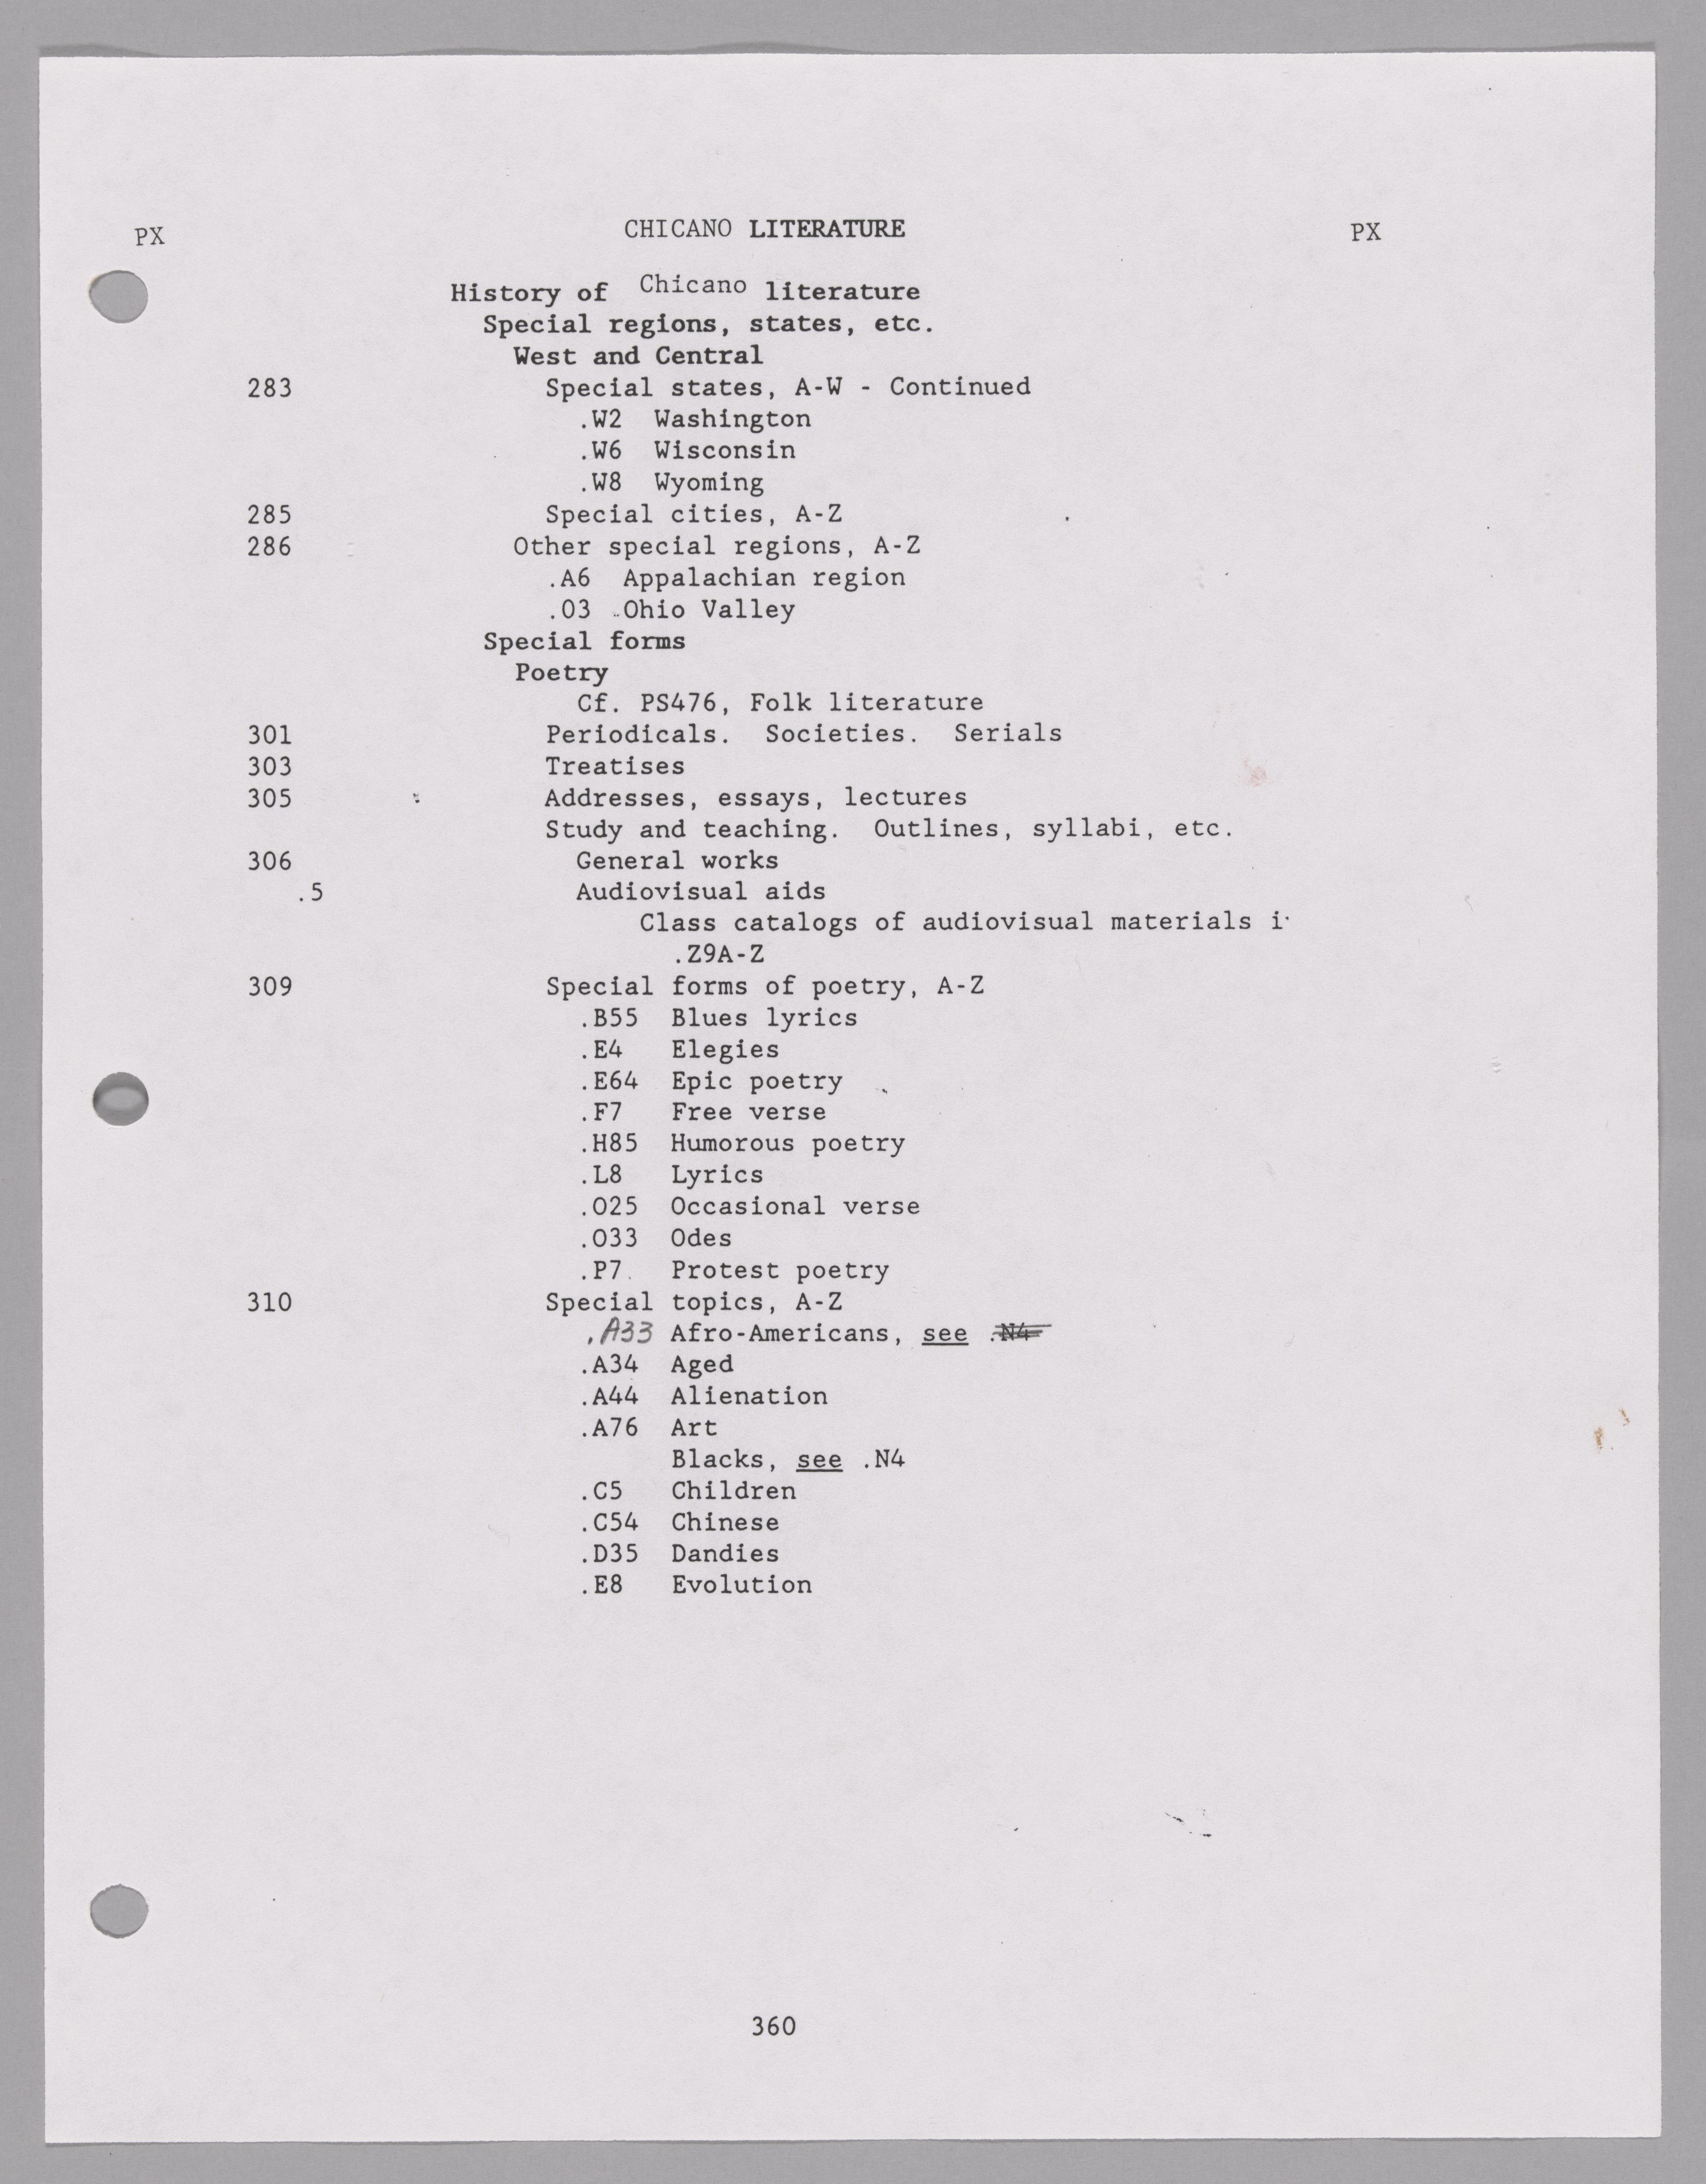 PX CHICANO LITERATURE PX
History of Chicano literature
Special regions, states, etc.
West and Central
283 Special states, A-W - Continued
.W2 Washington
.W6 Wisconsin
.W8 Wyoming
285 Special cities, A-Z
286 Other special regions, A-Z
.A6 Appalachian region
.O3 Ohio Valley
Special forms
Poetry
Cf. PS476, Folk literature
301 Periodicals. Societies. Serials
303 Treatises
305 Addresses, essays, lectures
Study and teaching. Outlines, syllabi, etc.
306 General works
.5 Audiovisual aids
Class catalogs of audiovisual materials i
.Z9A-Z
309 Special forms of poetry, A-Z
.B55 Blues lyrics
.E4 Elegies
.E64 Epic poetry
.F7 Free verse
.H85 Humorous poetry
.L8 Lyrics
.O25 Occasional verse
.O33 Odes
.P7 Protest poetry
310 Special topics, A-Z
.A33 Afro-Americans, see .N4
.A34 Aged
.A44 Alienation
.A76 Art
Blacks, see .N4
.C5 Children
.C54 Chinese
.D35 Dandies
.E8 Evolution
360